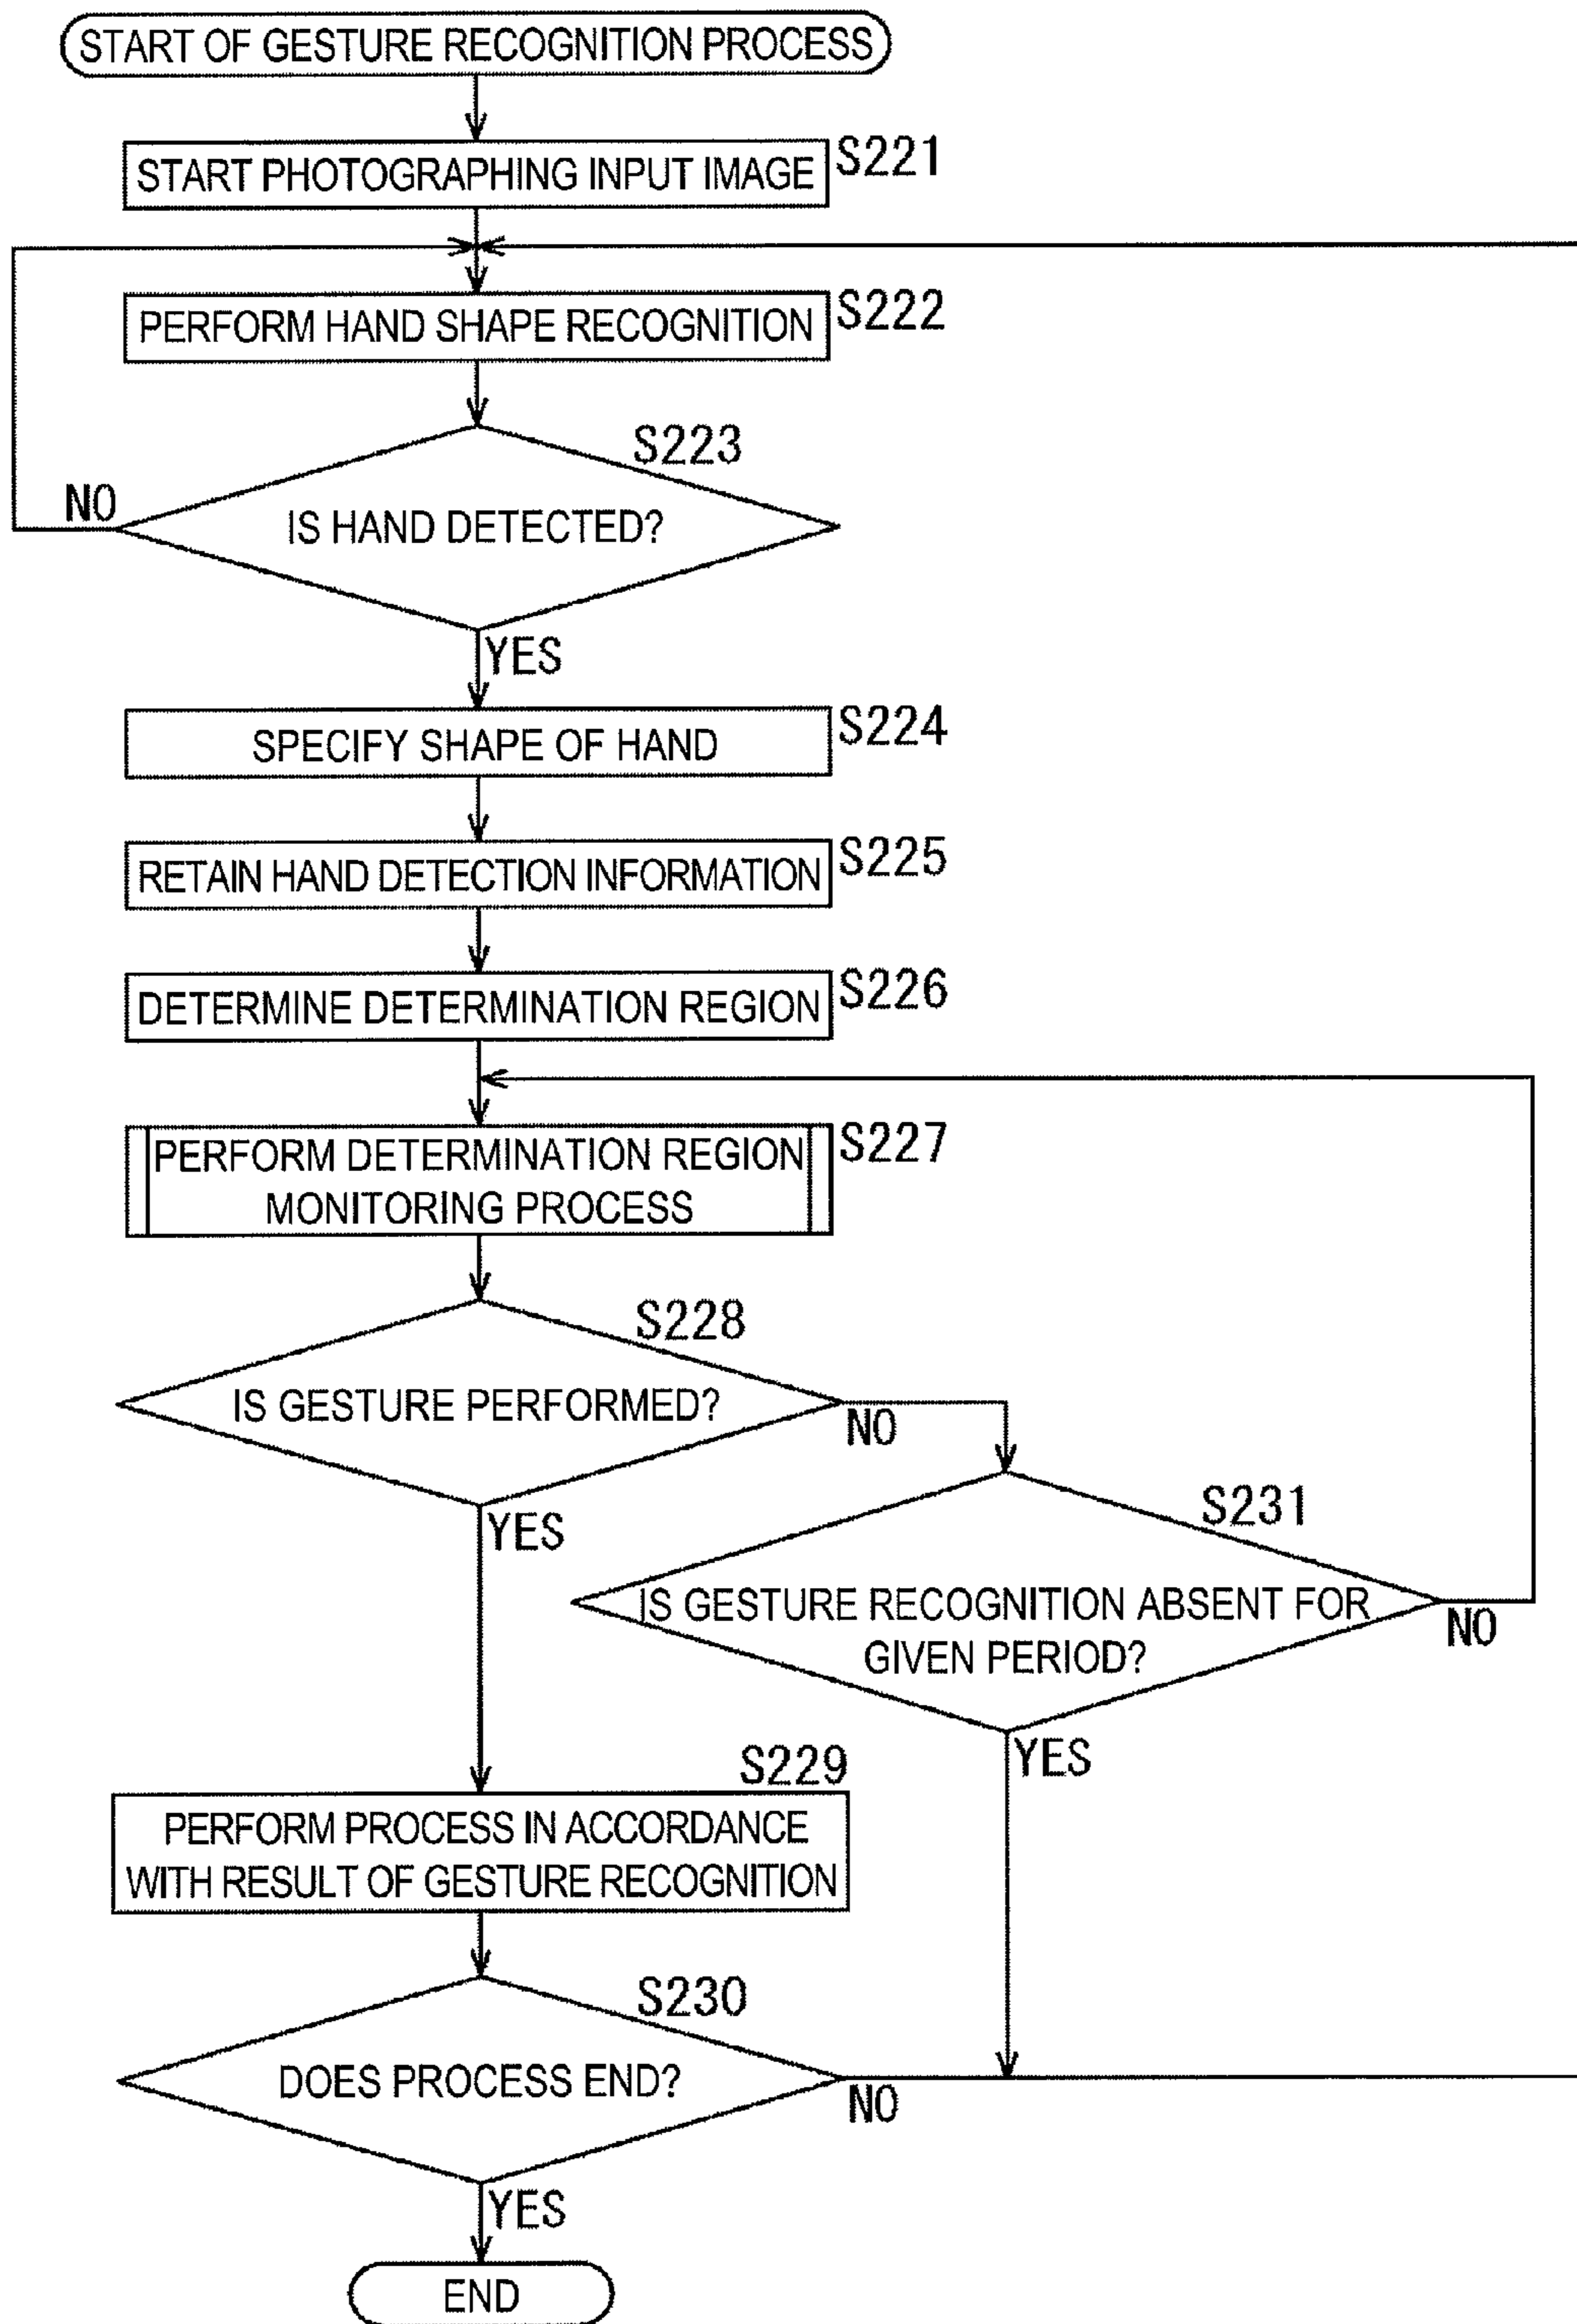 START OF GESTURE RECOGNITION PROCESS
START PHOTOGRAPHING INPUT IMAGE
S221
PERFORM HAND SHAPE RECOGNITION
S222
S223
NO
IS HAND DETECTED?
YES
SPECIFY SHAPE OF HAND
S224
RETAIN HAND DETECTION INFORMATION
S225
DETERMINE DETERMINATION REGION
S226
PERFORM DETERMINATION REGION
MONITORING PROCESS
S227
S228
IS GESTURE PERFORMED?
NO
YES
S231
IS GESTURE RECOGNITION ABSENT FOR
GIVEN PERIOD?
NO
YES
S229
PERFORM PROCESS IN ACCORDANCE
WITH RESULT OF GESTURE RECOGNITION
S230
DOES PROCESS END?
NO
YES
END